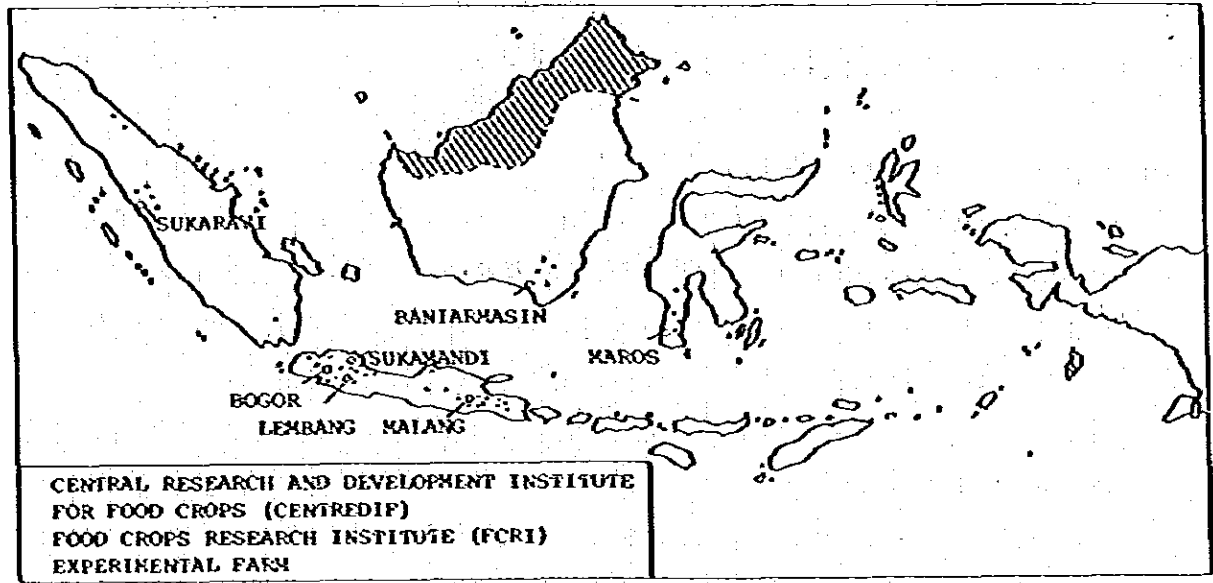 SUKARAMI
BANJARMASIN
SUKAMANDI
MAROS
BOGOR
LEMBANG MALANG
CENTRAL RESEARCH AND DEVELOPMENT INSTITUTE
FOR FOOD CROPS (CENTREDIF)
FOOD CROPS RESEARCH INSTITUTE (FCRI)
EXPERIMENTAL FARM